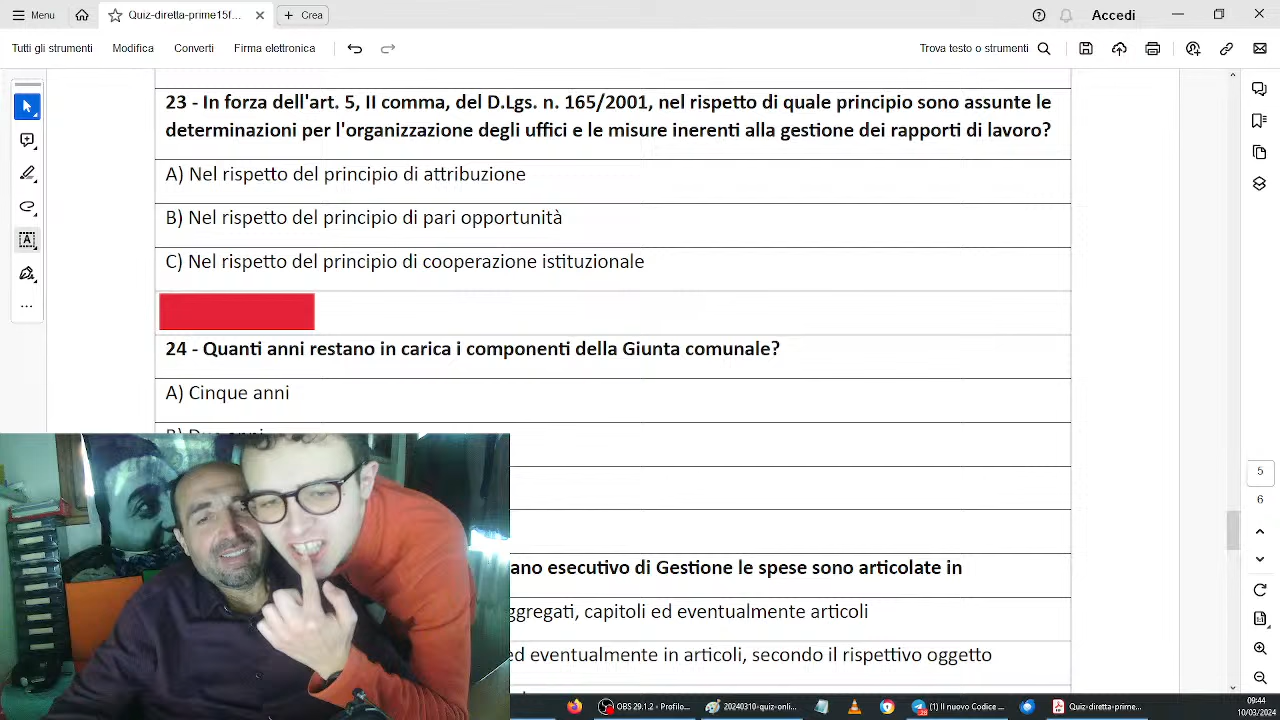 Menu
Quiz-diretta-prime15f...
Crea
Accedi
Tutti gli strumenti
Modifica
Converti
Firma elettronica
Trova testo o strumenti
23 - In forza dell'art. 5, II comma, del D.Lgs. n. 165/2001, nel rispetto di quale principio sono assunte le
determinazioni per l'organizzazione degli uffici e le misure inerenti alla gestione dei rapporti di lavoro?
A) Nel rispetto del principio di attribuzione
B) Nel rispetto del principio di pari opportunità
C) Nel rispetto del principio di cooperazione istituzionale
24 - Quanti anni restano in carica i componenti della Giunta comunale?
A) Cinque anni
ano esecutivo di Gestione le spese sono articolate in
ggregati, capitoli ed eventualmente articoli
ed eventualmente in articoli, secondo il rispettivo oggetto
5
6
OBS 29.1.2 - Profilo...
20240310-quiz-onli...
(1) Il nuovo Codice ...
Quiz-diretta-prime...
09:44
10/03/2024